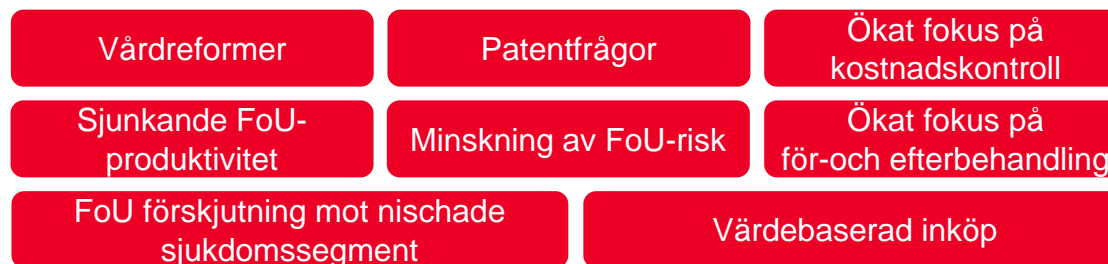 Vårdreformer
Patentfrågor
Ökat fokus på
kostnadskontroll
Sjunkande FoU-
produktivitet
Minskning av FoU-risk
Ökat fokus på
för-och efterbehandling
FoU förskjutning mot nischade
sjukdomssegment
Värdebaserad inköp